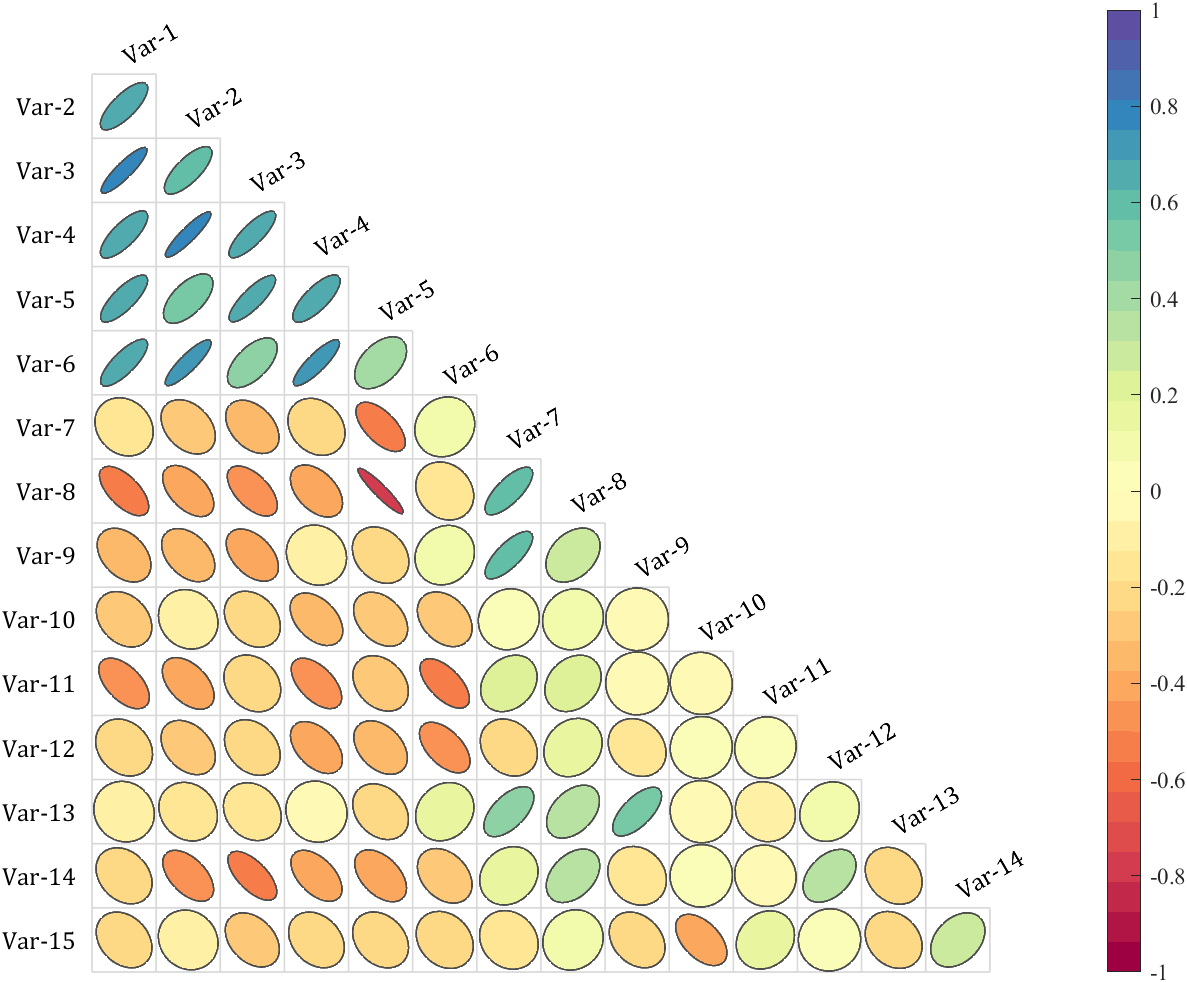 Var-1
Var-2
Var-2
Var-3
Var-3
Var-4
Var-4
Var-5
Var-5
Var-6
Var-6
Var-7
Var-7
Var-8
Var-8
Var-9
Var-9
Var-10
Var-10
Var-11
Var-11
Var-12
Var-12
Var-13
Var-13
Var-14
Var-14
Var-15
1
0.8
0.6
0.4
0.2
0
-0.2
-0.4
-0.6
-0.8
-1